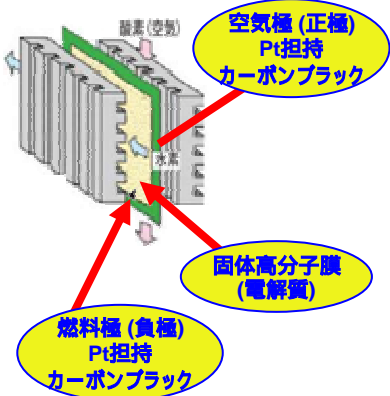 酸素(空気)
空気極 (正極)
Pt担持
カーボンブラック
水素
固体高分子膜
(電解質)
燃料極 (負極)
Pt担持
カーボンブラック